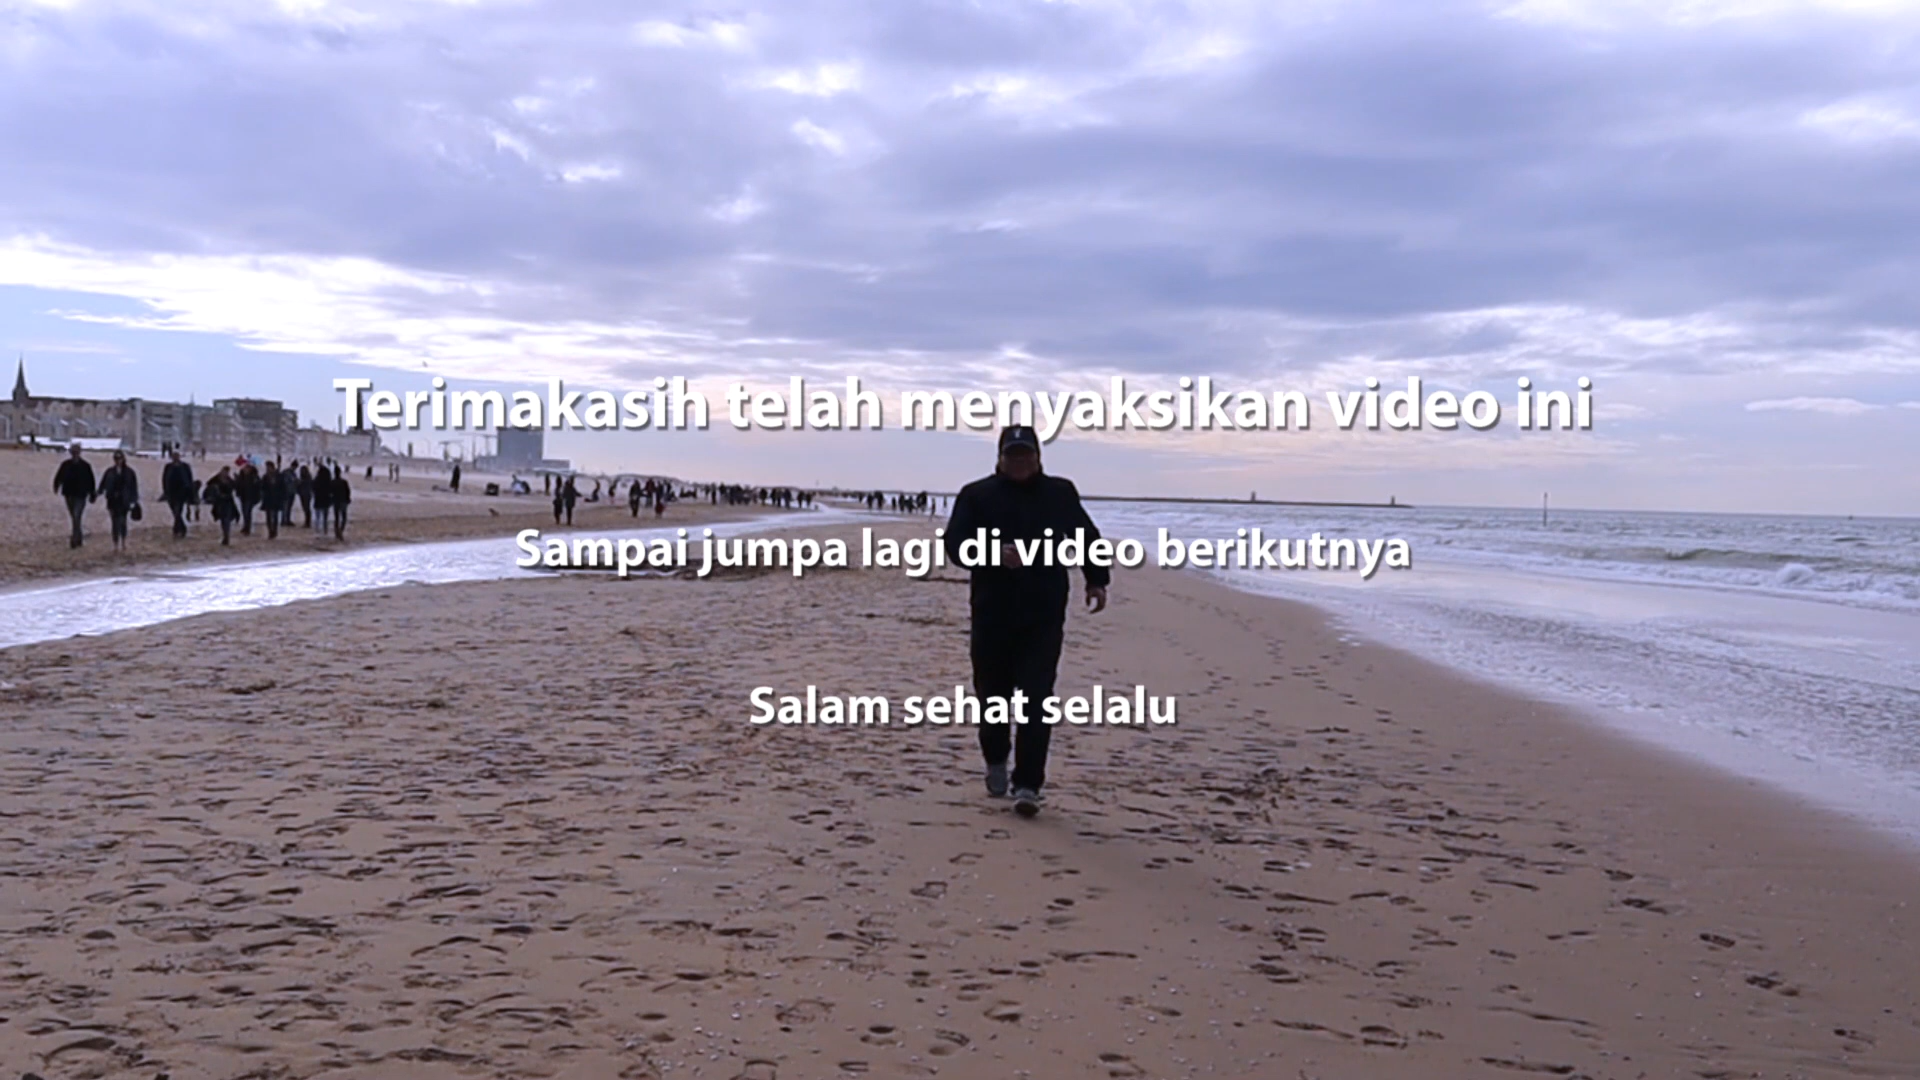 Terimakasih telah menyaksikan video ini
Sampai jumpa lagi di video berikutnya
Salam sehat selalu